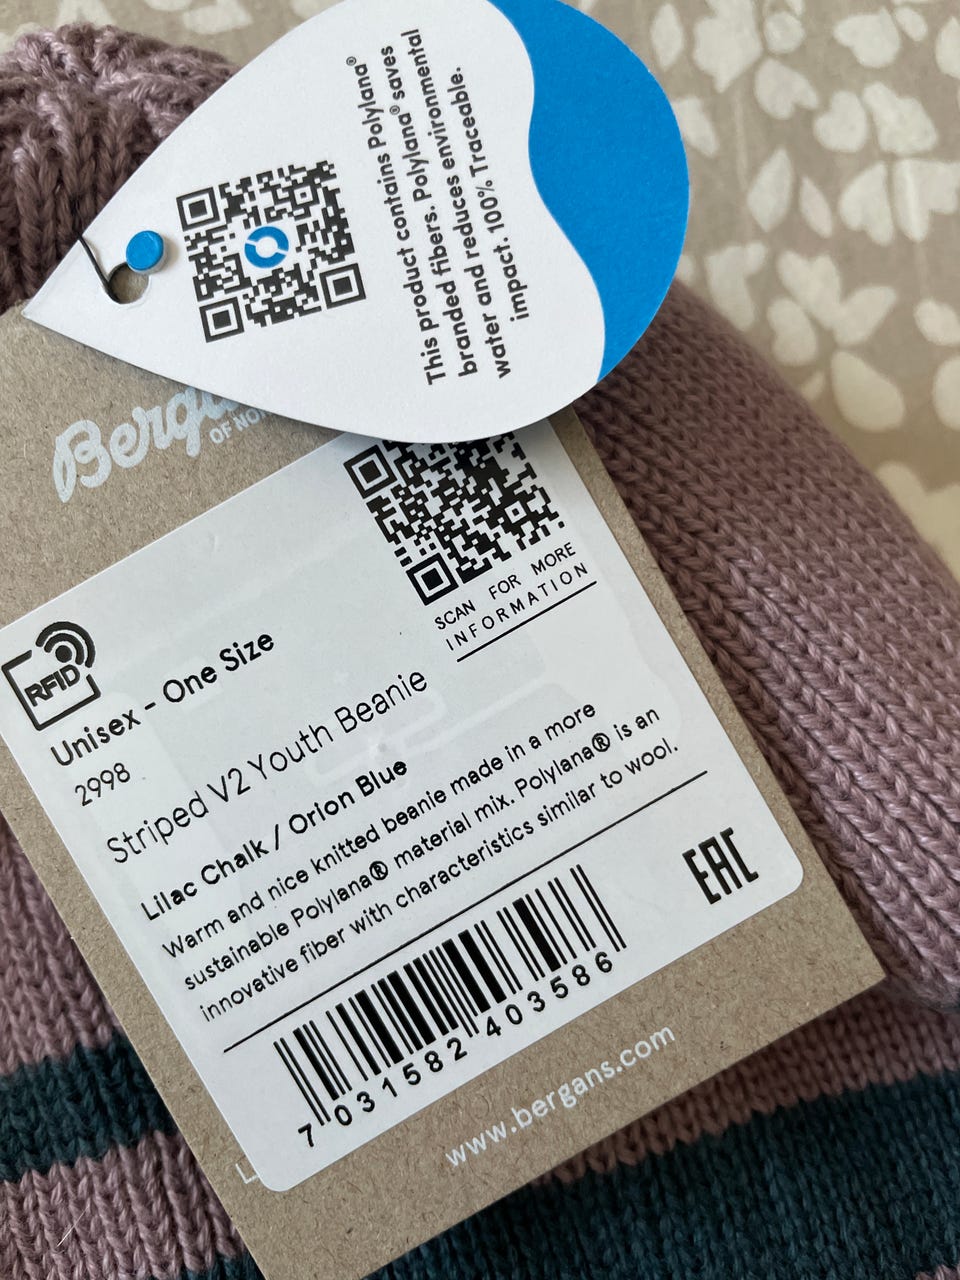 This product contains Polylana®
branded fibers. Polylana® saves
water and reduces environmental
impact. 100% Traceable.
OF
SCAN FOR MORE
INFORMATION
RFID
Unisex - One Size
2998
Striped V2 Youth Beanie
Lilac Chalk / Orion Blue
Warm and nice knitted beanie made in a more
sustainable Polylana® material mix. Polylana® is an
innovative fiber with characteristics similar to wool.
EAC
7 031582 403586
www.bergans.com